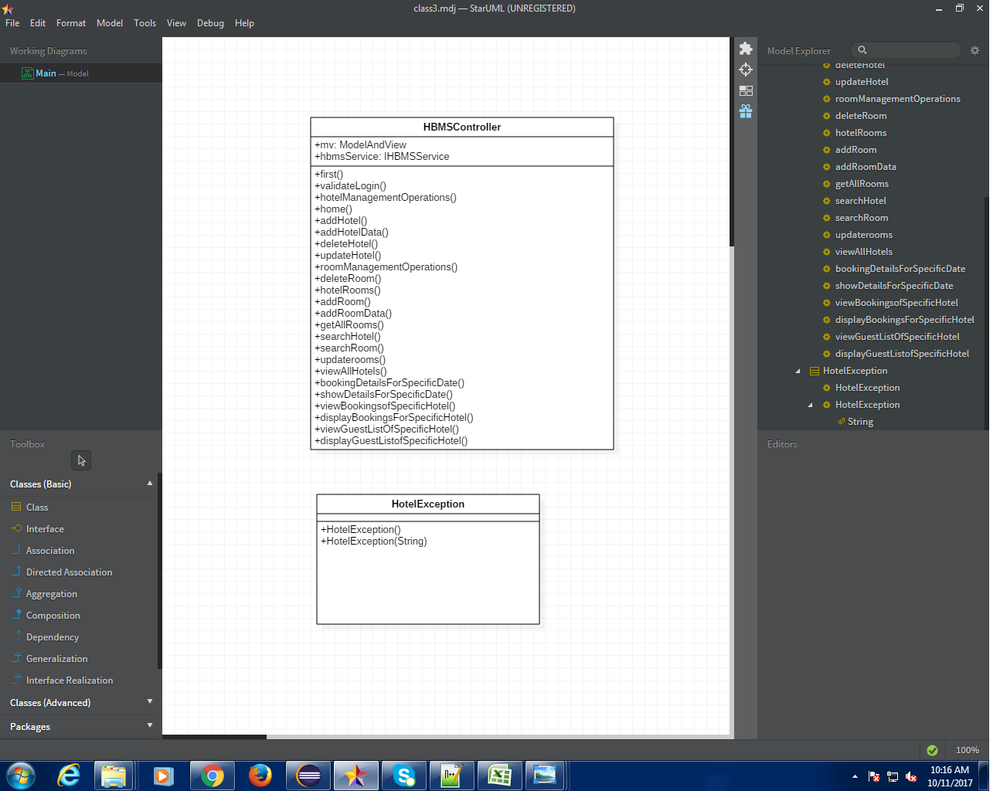 class3.mdj — StarUML (UNREGISTERED)
File Edit Format Model Tools View Debug Help
Working Diagrams
Main — Model
Toolbox
Classes (Basic)
Class
Interface
Association
Directed Association
Aggregation
Composition
Dependency
Generalization
Interface Realization
Classes (Advanced)
Packages
HBMSController
+mv: ModelAndView
+hbmsService: IHBMSService
+first()
+validateLogin()
+hotelManagementOperations()
+home()
+addHotel()
+addHotelData()
+deleteHotel()
+updateHotel()
+roomManagementOperations()
+deleteRoom()
+hotelRooms()
+addRoom()
+addRoomData()
+getAllRooms()
+searchHotel()
+searchRoom()
+updaterooms()
+viewAllHotels()
+bookingDetailsForSpecificDate()
+showDetailsForSpecificDate()
+viewBookingsofSpecificHotel()
+displayBookingsForSpecificHotel()
+viewGuestListOfSpecificHotel()
+displayGuestListofSpecificHotel()
HotelException
+HotelException()
+HotelException(String)
Model Explorer
deleteHotel
updateHotel
roomManagementOperations
deleteRoom
hotelRooms
addRoom
addRoomData
getAllRooms
searchHotel
searchRoom
updaterooms
viewAllHotels
bookingDetailsForSpecificDate
showDetailsForSpecificDate
viewBookingsofSpecificHotel
displayBookingsForSpecificHotel
viewGuestListOfSpecificHotel
displayGuestListofSpecificHotel
HotelException
HotelException
HotelException
String
Editors
100%
10:16 AM
10/11/2017